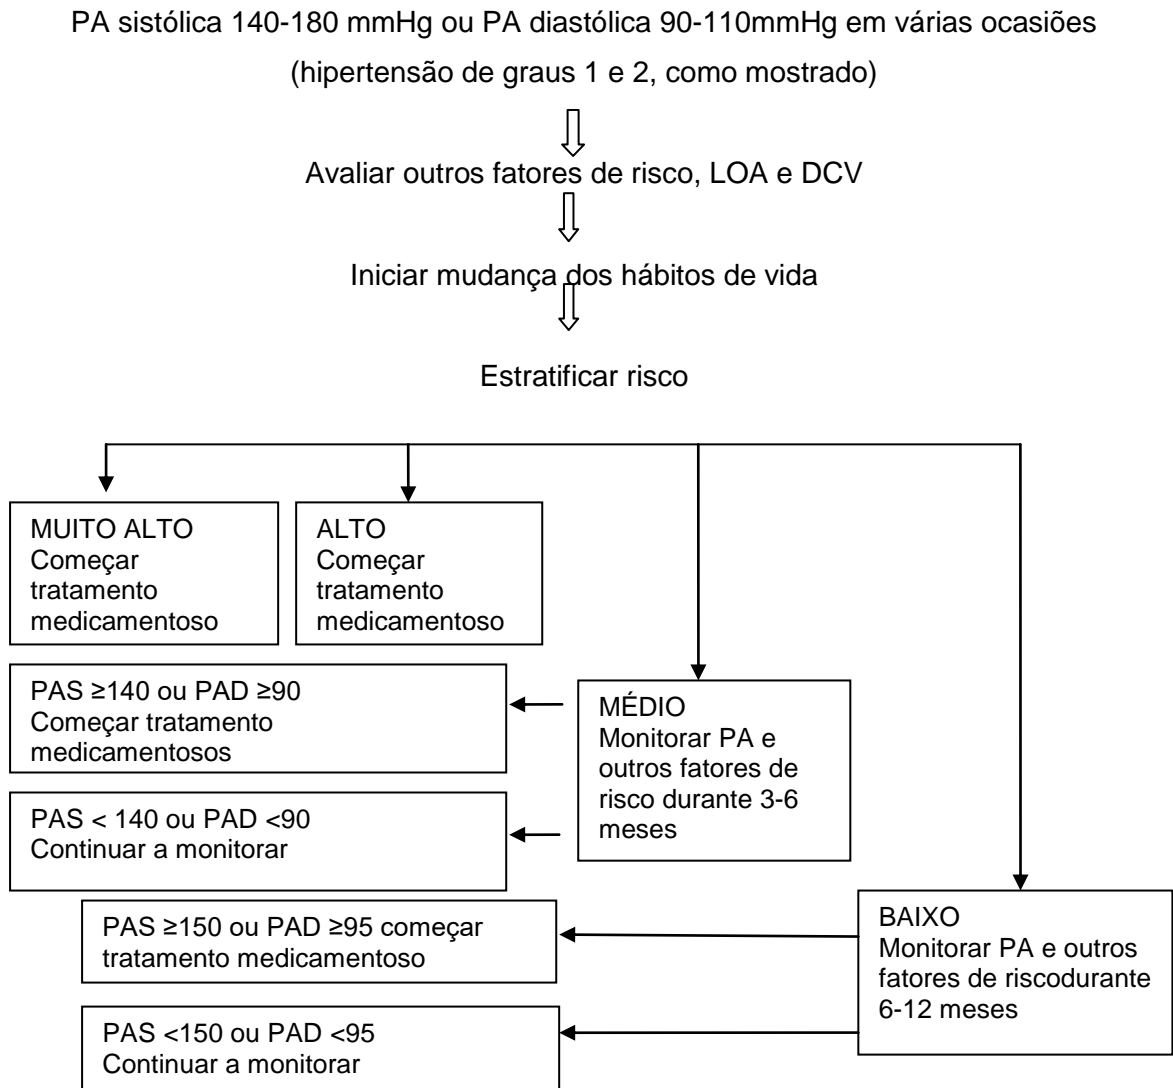 PA sistólica 140-180 mmHg ou PA diastólica 90-110mmHg em várias ocasiões
(hipertensão de graus 1 e 2, como mostrado)
Avaliar outros fatores de risco, LOA e DCV
Iniciar mudança dos hábitos de vida
Estratificar risco
MUITO ALTO
Começar
tratamento
medicamentoso
ALTO
Começar
tratamento
medicamentoso
PAS ≥140 ou PAD ≥90
Começar tratamento
medicamentosos
PAS < 140 ou PAD <90
Continuar a monitorar
MÉDIO
Monitorar PA e
outros fatores de
risco durante 3-6
meses
PAS ≥150 ou PAD ≥95 começar
tratamento medicamentoso
PAS <150 ou PAD <95
Continuar a monitorar
BAIXO
Monitorar PA e outros
fatores de riscodurante
6-12 meses